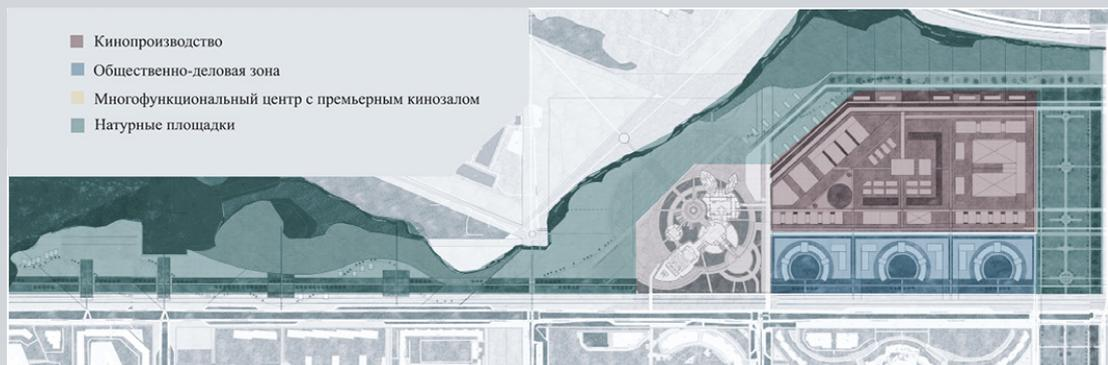 Кинопроизводство
Общественно-деловая зона
Многофункциональный центр с премьерным кинозалом
Натурные площадки